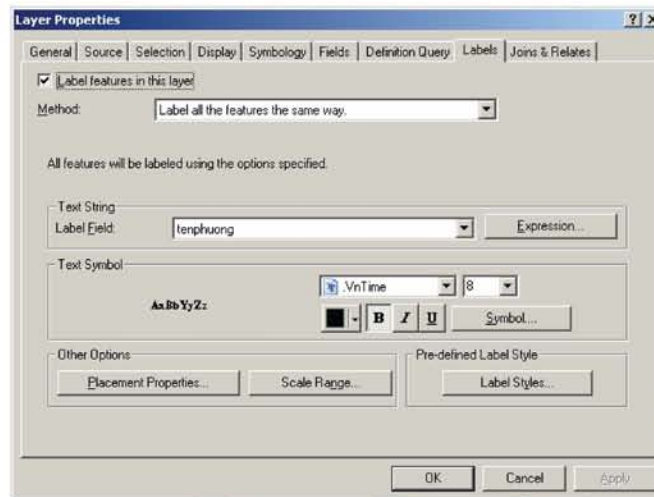 Layer Properties
General Source Selection Display Symbology Fields Definition Query Labels Joins & Relates
Label features in this layer
Method: Label all the features the same way.
All features will be labeled using the options specified.
Text String
Label Field: tenphuong Expression...
Text Symbol
AaBbYyZz .VnTime 8
B I U Symbol...
Other Options Pre-defined Label Style
Placement Properties... Scale Range... Label Styles...
OK Cancel Apply